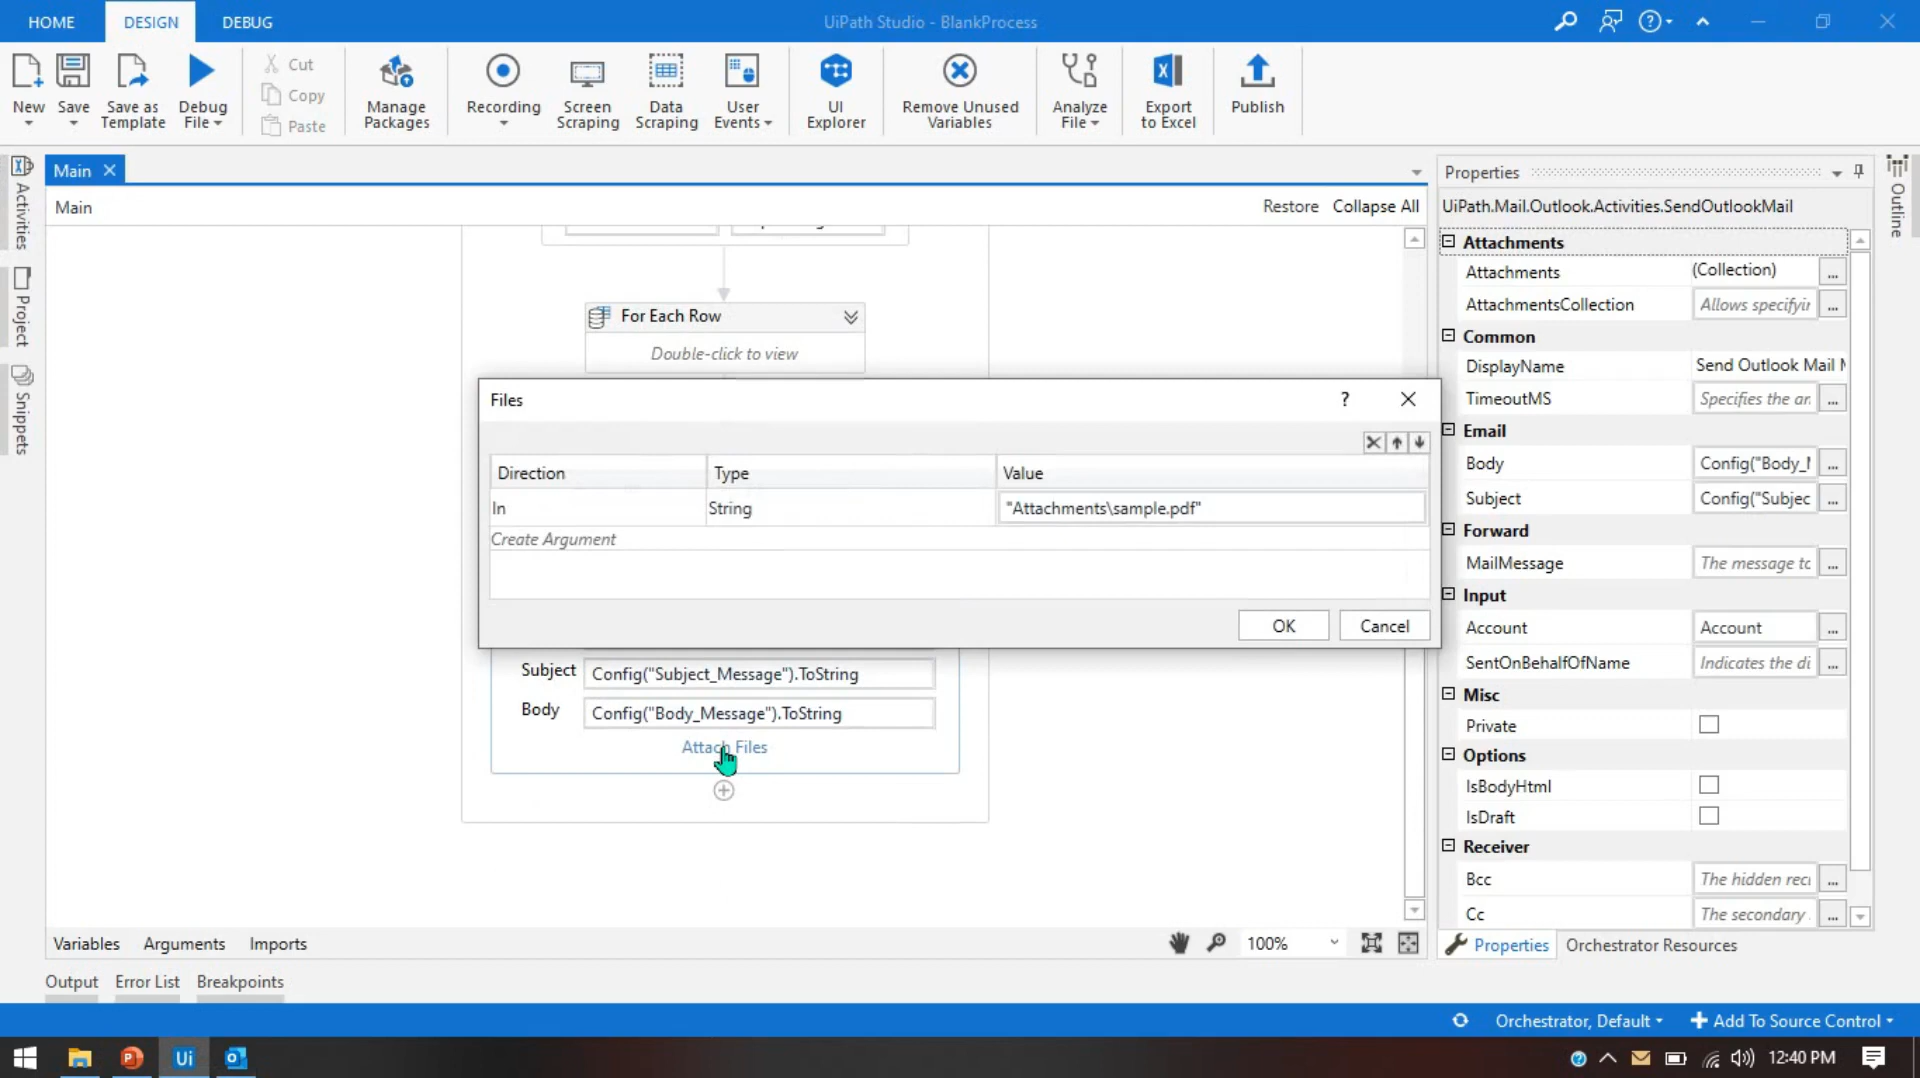 HOME DESIGN DEBUG UiPath Studio - BlankProcess
New Save Save as Template Debug File Cut Copy Paste Manage Packages Recording Screen Scraping Data Scraping User Events UI Explorer Remove Unused Variables Analyze File Export to Excel Publish
Activities
Project
Snippets
Main
Main Restore Collapse All
For Each Row
Double-click to view
Files
Direction Type Value
In String "Attachments\sample.pdf"
Create Argument
OK Cancel
Subject Config("Subject_Message").ToString
Body Config("Body_Message").ToString
Attach Files
Variables Arguments Imports 100%
Output Error List Breakpoints
Properties
Outline
UiPath.Mail.Outlook.Activities.SendOutlookMail
Attachments
Attachments (Collection) ...
AttachmentsCollection Allows specifyir ...
Common
DisplayName Send Outlook Mail
TimeoutMS Specifies the ar ...
Email
Body Config("Body_ ...
Subject Config("Subjec ...
Forward
MailMessage The message to ...
Input
Account Account ...
SentOnBehalfOfName Indicates the di ...
Misc
Private
Options
IsBodyHtml
IsDraft
Receiver
Bcc The hidden reci ...
Cc The secondary ...
Properties Orchestrator Resources
Orchestrator, Default Add To Source Control
Ui 12:40 PM